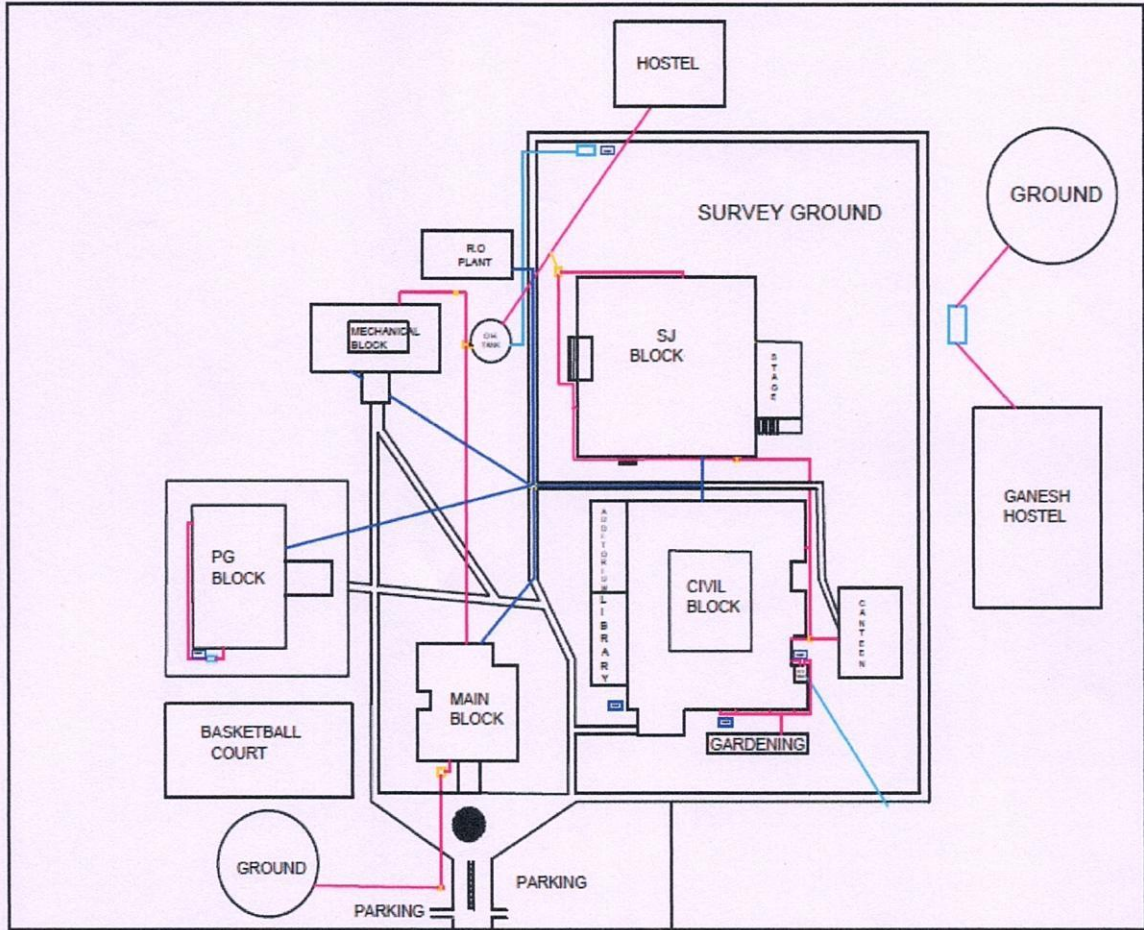 HOSTEL
GROUND
SURVEY GROUND
R.O
PLANT
MECHANICAL
BLOCK
O.H.
TANK
SJ
BLOCK
STAGE
GANESH
HOSTEL
PG
BLOCK
AUDITORIUM
LIBRARY
CIVIL
BLOCK
CANTEEN
MAIN
BLOCK
BASKETBALL
COURT
GARDENING
GROUND
PARKING
PARKING